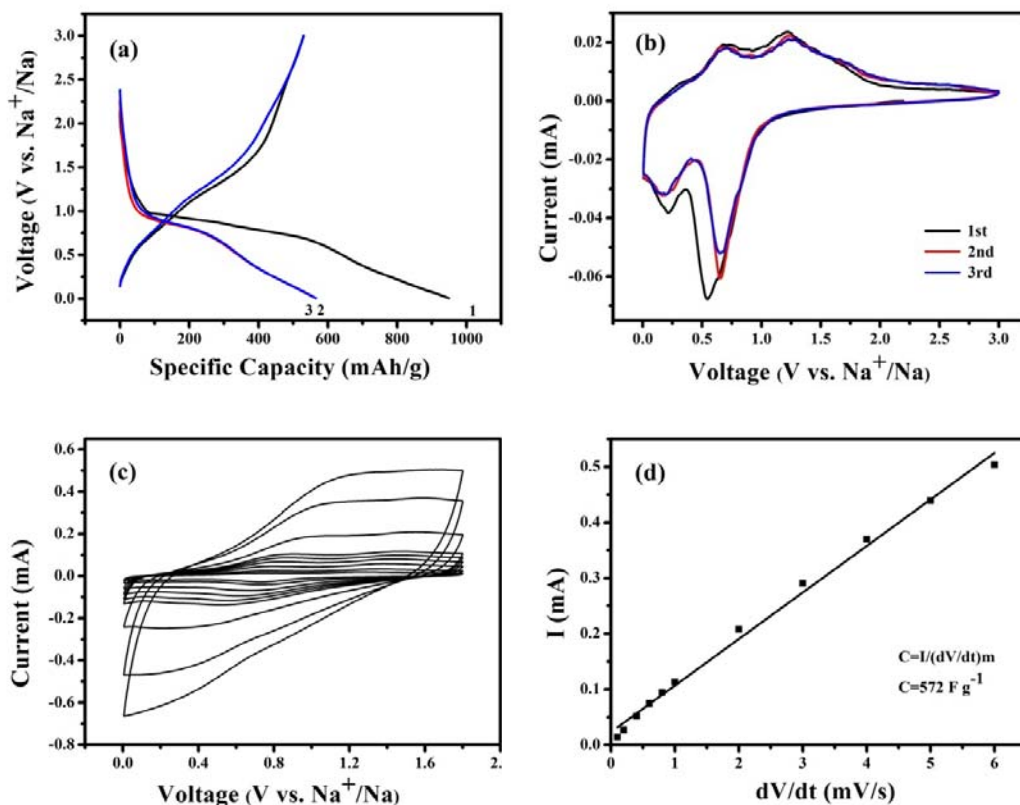 (a)
3.0
2.5
2.0
1.5
1.0
0.5
0.0
Voltage (V vs. Na⁺/Na)
3 2
1
0 200 400 600 800 1000
Specific Capacity (mAh/g)
(b)
0.02
0.00
-0.02
-0.04
-0.06
Current (mA)
1st
2nd
3rd
0.0 0.5 1.0 1.5 2.0 2.5 3.0
Voltage (V vs. Na⁺/Na)
(c)
0.6
0.4
0.2
0.0
-0.2
-0.4
-0.6
-0.8
Current (mA)
0.0 0.6 1.2 1.8 2.
Voltage (V vs. Na⁺/Na)
(d)
0.5
0.4
0.3
0.2
0.1
0.0
I (mA)
C=I/(dV/dt)m
C=572 F g⁻¹
0 1 2 3 4 5 6
dV/dt (mV/s)